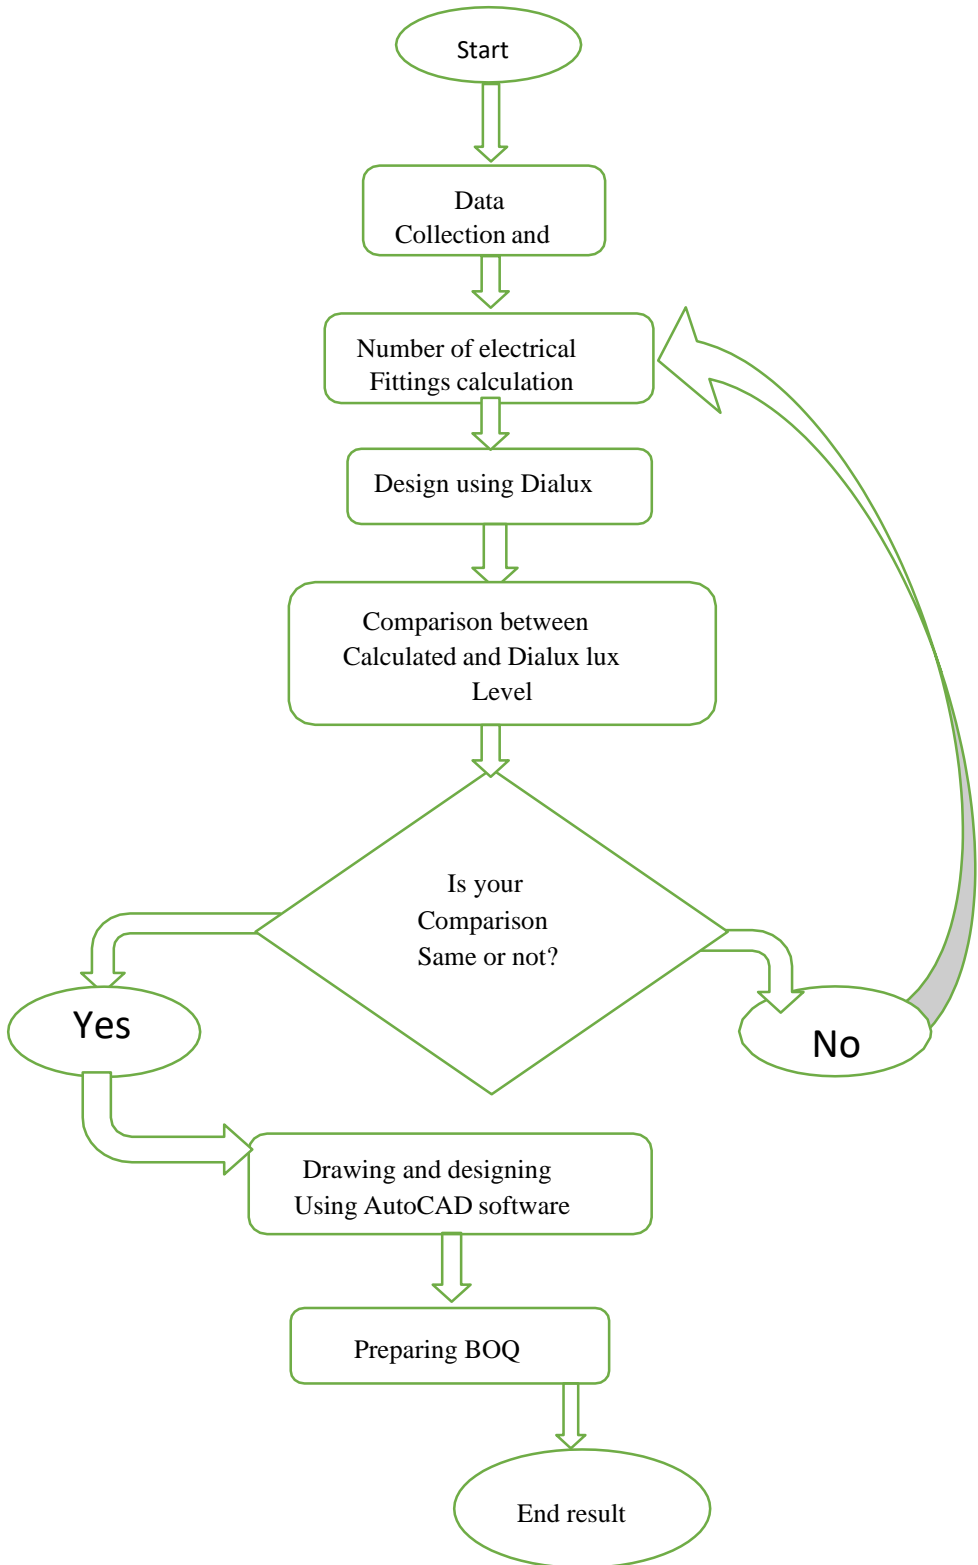 Start
Data
Collection and
Number of electrical
Fittings calculation
Design using Dialux
Comparison between
Calculated and Dialux lux
Level
Is your
Comparison
Same or not?
Yes
No
Drawing and designing
Using AutoCAD software
Preparing BOQ
End result